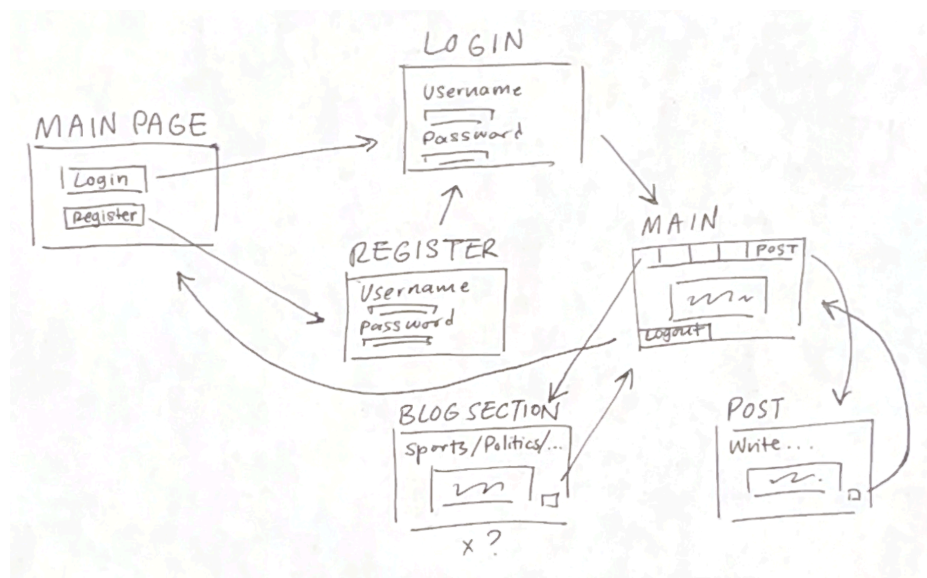 LOGIN
Username
Password
MAIN PAGE
Login
Register
REGISTER
Username
Password
MAIN
POST
Logout
BLOG SECTION
Sports/Politics/...
x ?
POST
Write...